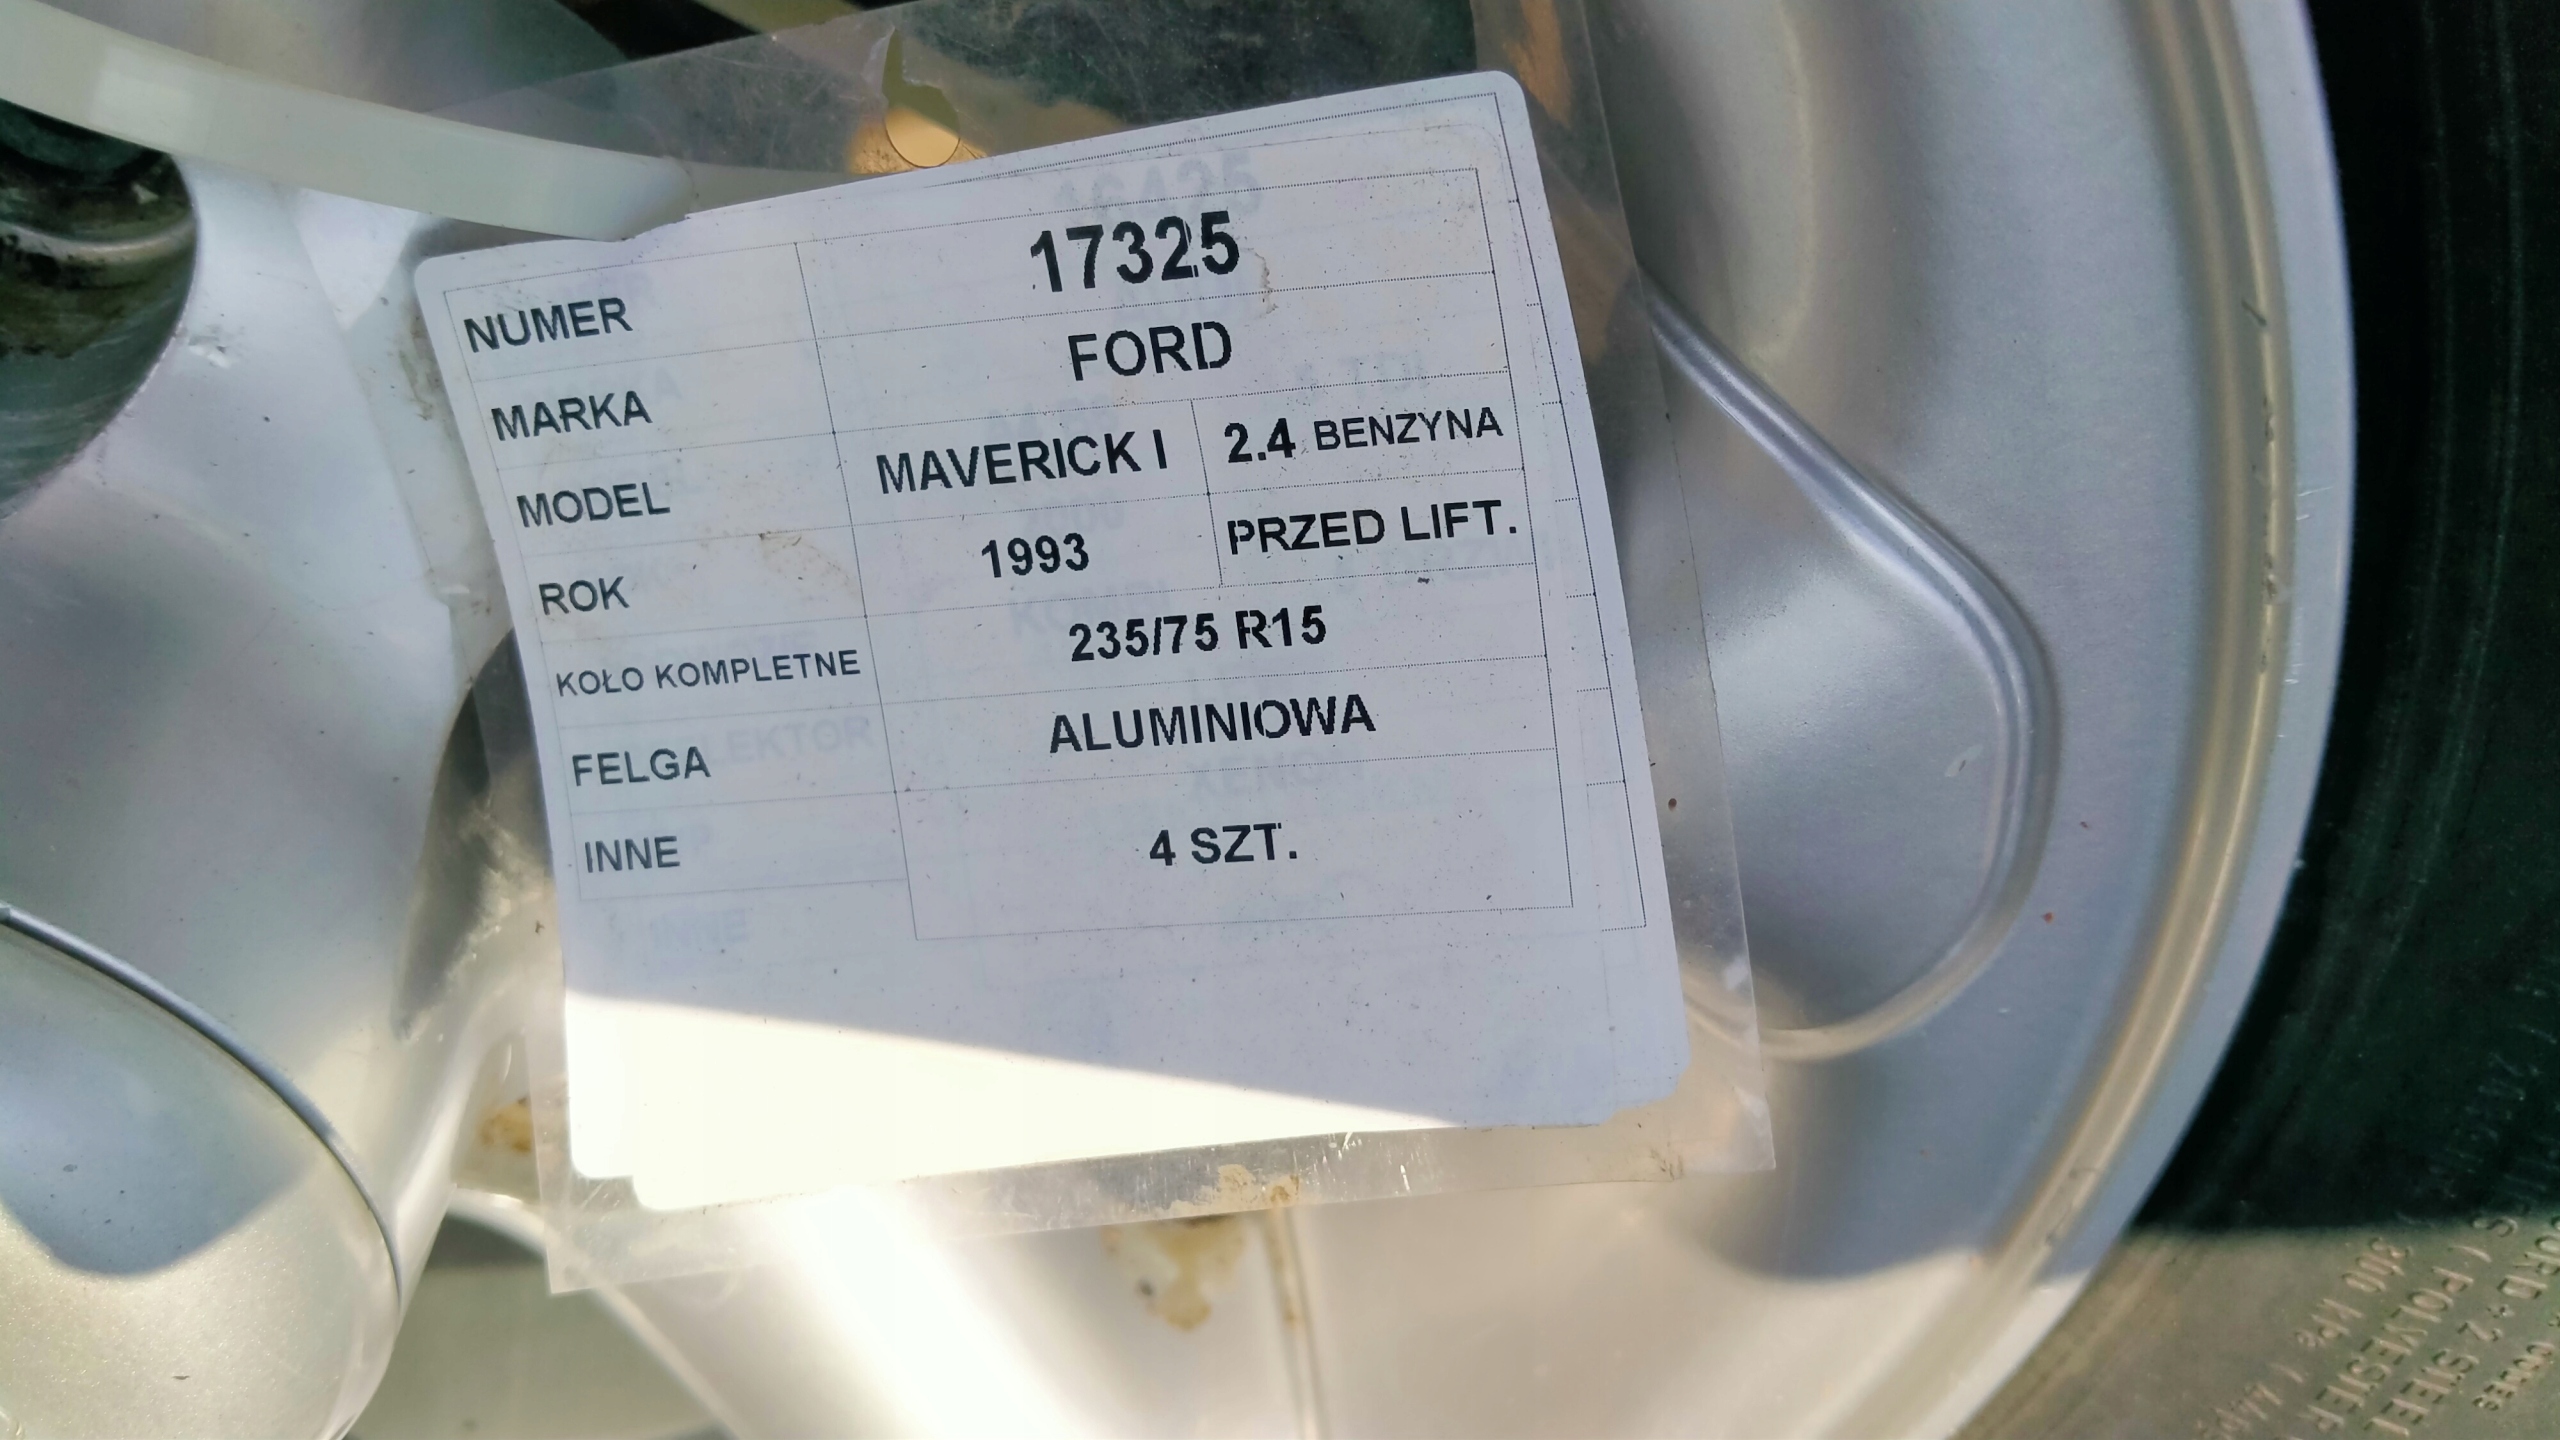 NUMER 17325
MARKA FORD
MODEL MAVERICK I 2.4 BENZYNA
ROK 1993 PRZED LIFT.
KOŁO KOMPLETNE 235/75 R15
FELGA ALUMINIOWA
INNE 4 SZT.
INNE